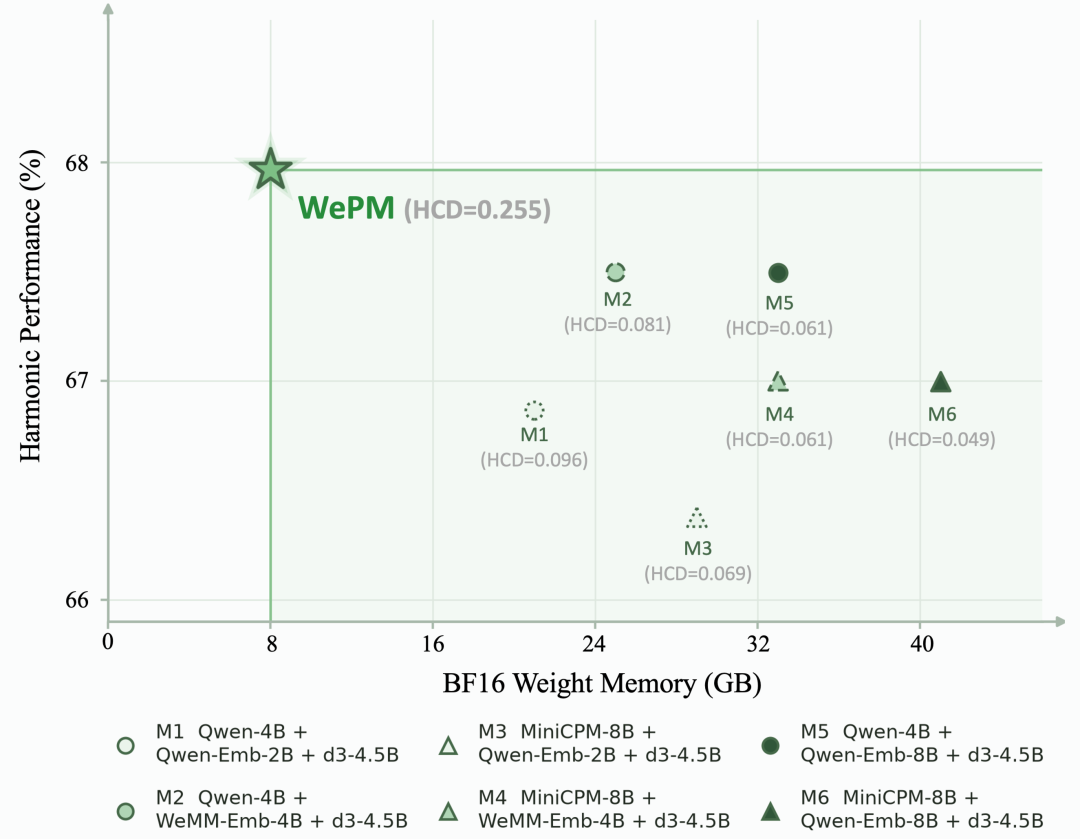 Harmonic Performance (%)
68
67
66
WePM (HCD=0.255)
M2
(HCD=0.081)
M5
(HCD=0.061)
M1
(HCD=0.096)
M4
(HCD=0.061)
M6
(HCD=0.049)
M3
(HCD=0.069)
0 8 16 24 32 40
BF16 Weight Memory (GB)
M1 Qwen-4B +
Qwen-Emb-2B + d3-4.5B
M3 MiniCPM-8B +
Qwen-Emb-2B + d3-4.5B
M5 Qwen-4B +
Qwen-Emb-8B + d3-4.5B
M2 Qwen-4B +
WeMM-Emb-4B + d3-4.5B
M4 MiniCPM-8B +
WeMM-Emb-4B + d3-4.5B
M6 MiniCPM-8B +
Qwen-Emb-8B + d3-4.5B